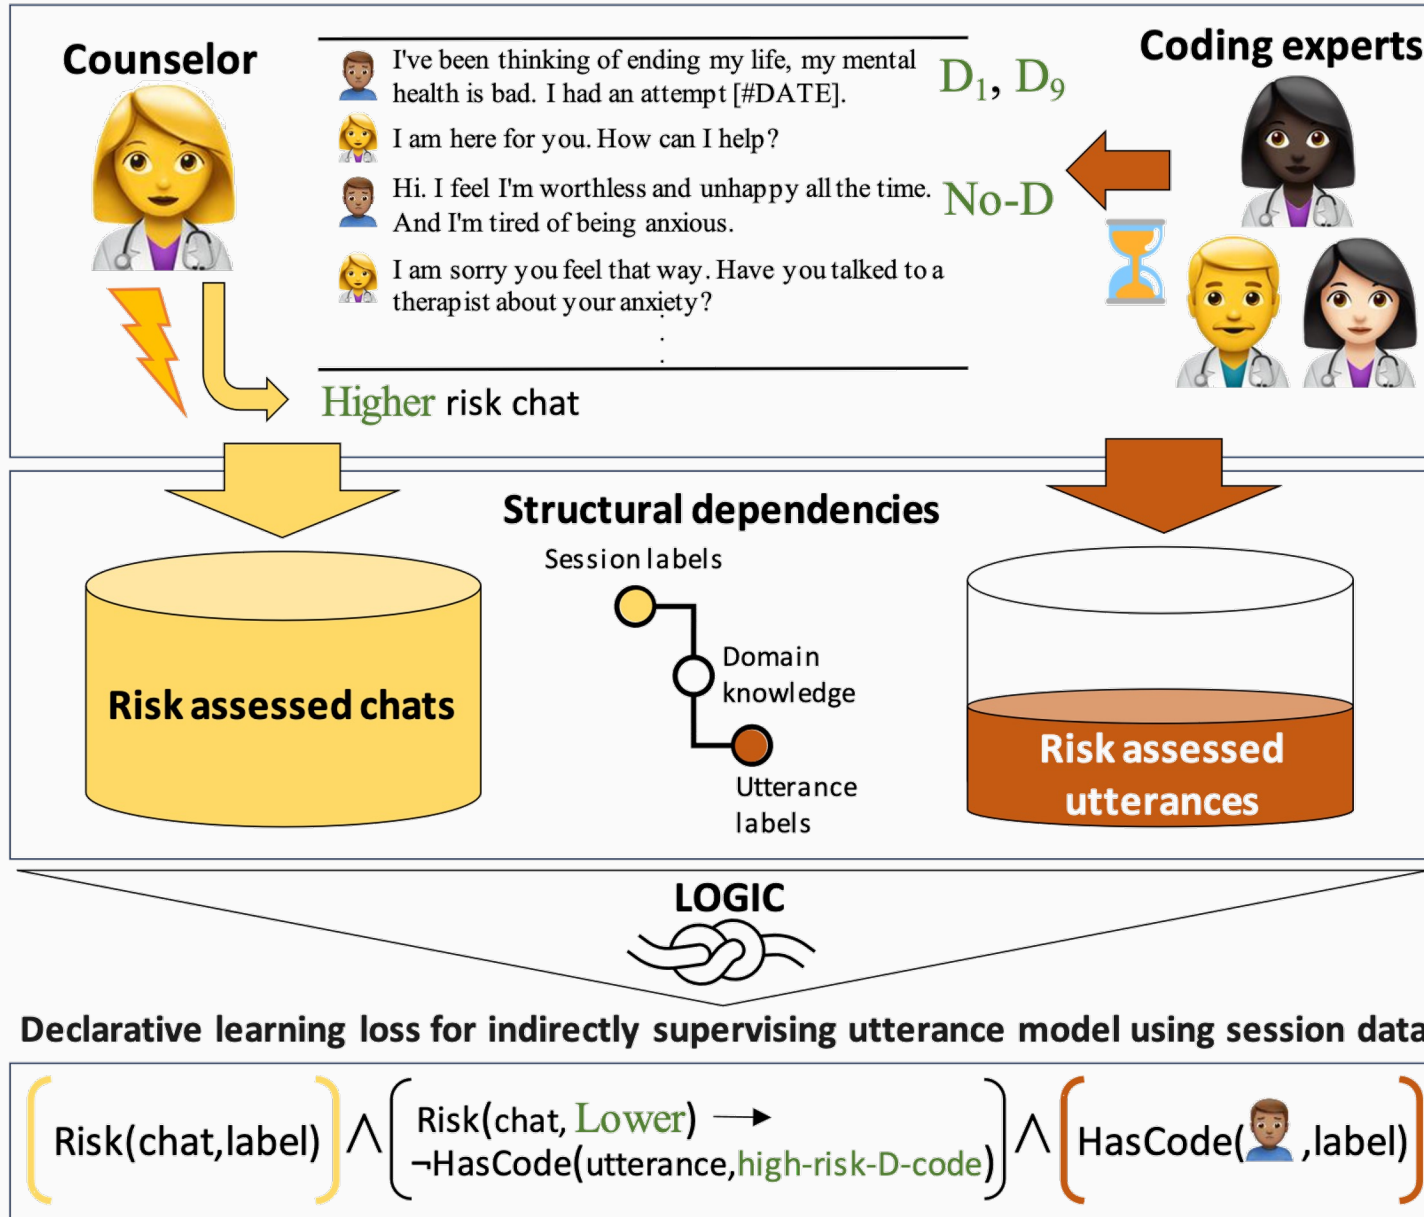 Counselor
I've been thinking of ending my life, my mental
health is bad. I had an attempt [#DATE].
D1, D9
Coding experts
I am here for you. How can I help?
Hi. I feel I'm worthless and unhappy all the time.
And I'm tired of being anxious.
No-D
I am sorry you feel that way. Have you talked to a
therapist about your anxiety?
.
.
.
Higher risk chat
Structural dependencies
Session labels
Domain
knowledge
Utterance
labels
Risk assessed chats
Risk assessed
utterances
LOGIC
Declarative learning loss for indirectly supervising utterance model using session data
Risk(chat,label) ∧ Risk(chat, Lower) →
¬HasCode(utterance,high-risk-D-code) ∧ HasCode( ,label)